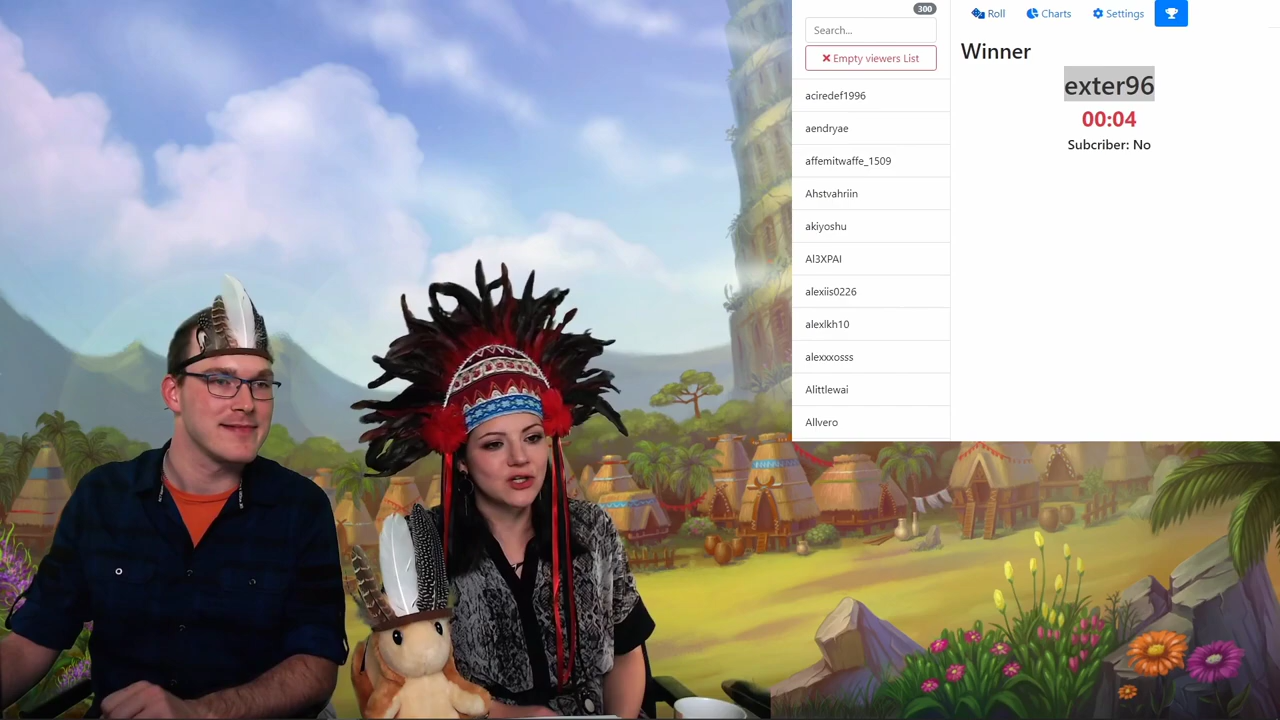 300
Search...
Empty viewers List
aciredef1996
aendryae
affemitwaffe_1509
Ahstvahriin
akiyoshu
Al3XPAl
alexiis0226
alexlkh10
alexxxosss
Alittlewai
Allvero
Roll
Charts
Settings
Winner
exter96
00:04
Subcriber: No